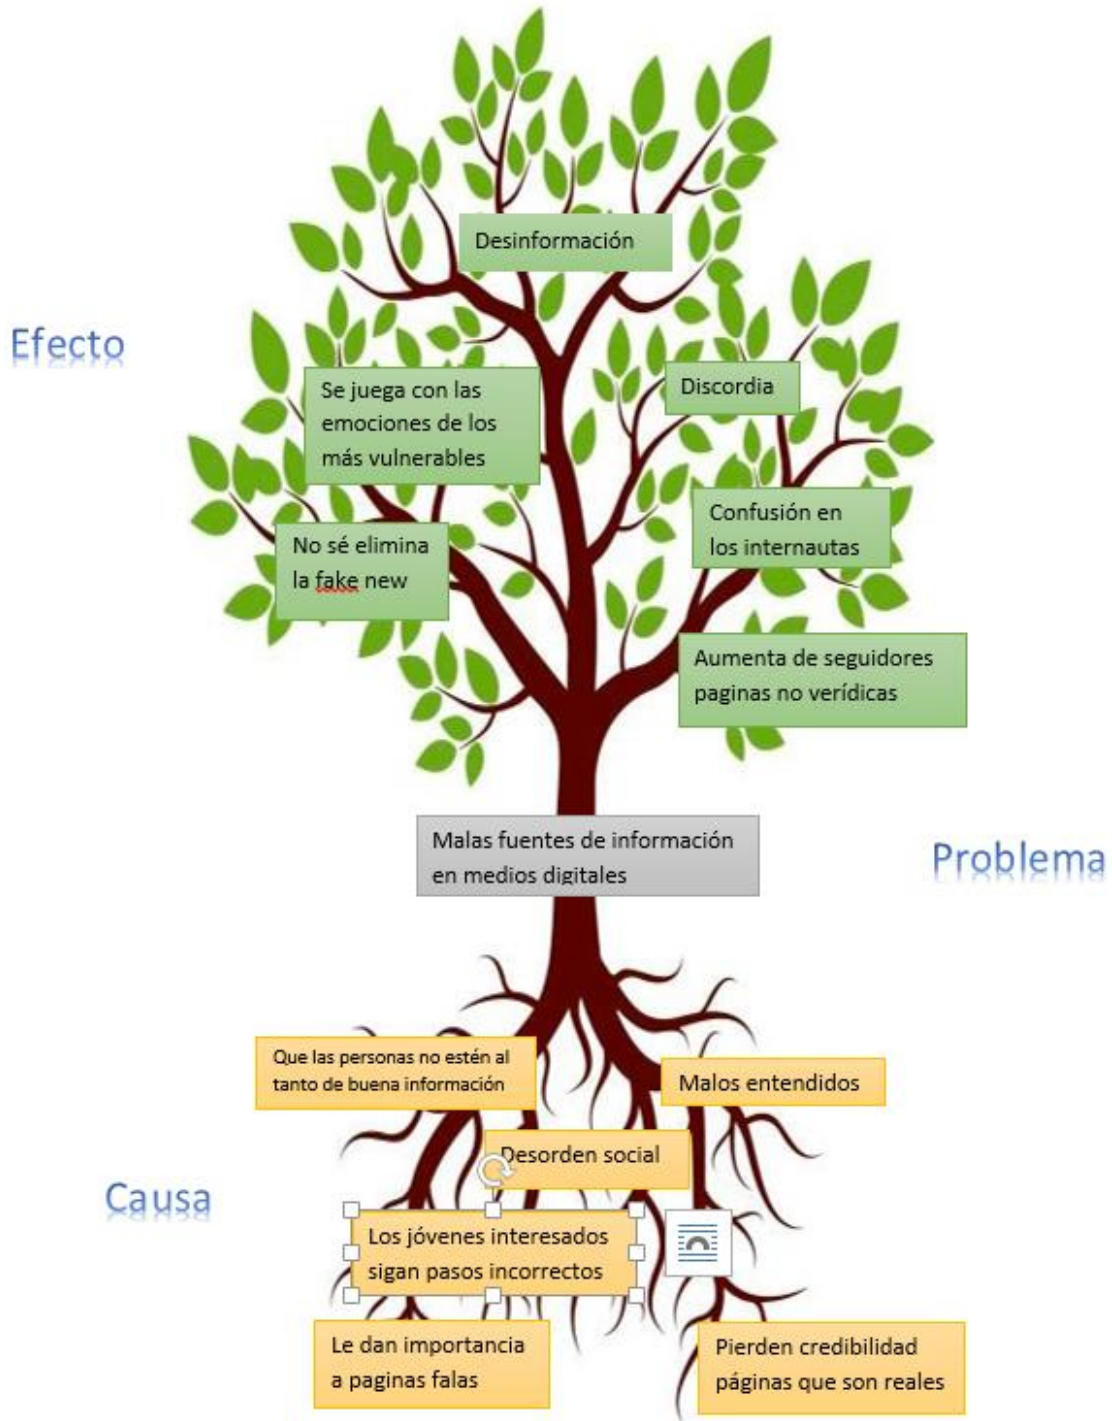 Desinformación
Efecto
Se juega con las
emociones de los
más vulnerables
Discordia
Confusión en
los internautas
No sé elimina
la fake new
Aumenta de seguidores
paginas no verídicas
Malas fuentes de información
en medios digitales
Problema
Que las personas no estén al
tanto de buena información
Malos entendidos
Desorden social
Causa
Los jóvenes interesados
sigan pasos incorrectos
Le dan importancia
a paginas falas
Pierden credibilidad
páginas que son reales